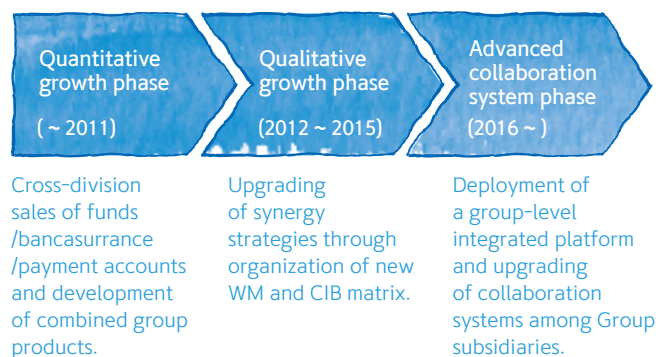 Quantitative
growth phase
( ~ 2011)
Qualitative
growth phase
(2012 ~ 2015)
Advanced
collaboration
system phase
(2016 ~ )
Cross-division
sales of funds
/bancasurrance
/payment accounts
and development
of combined group
products.
Upgrading
of synergy
strategies through
organization of new
WM and CIB matrix.
Deployment of
a group-level
integrated platform
and upgrading
of collaboration
systems among Group
subsidiaries.